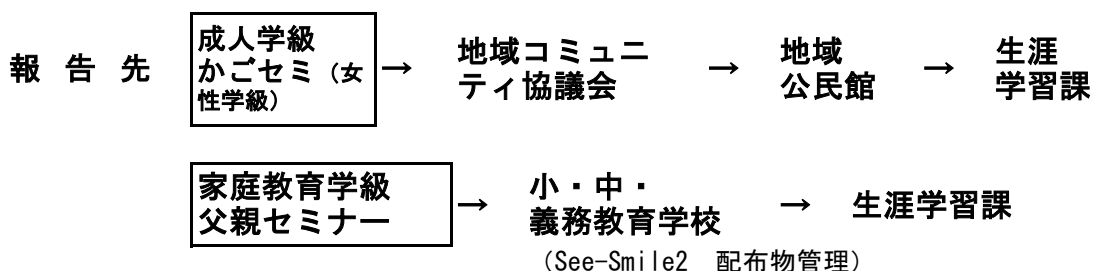 報告先
成人学級
かごセミ（女
性学級）
→
地域コミュニ
ティ協議会
→
地域
公民館
→
生涯
学習課
家庭教育学級
父親セミナー
→
小・中・
義務教育学校
（See-Smile2　配布物管理）
→
生涯学習課